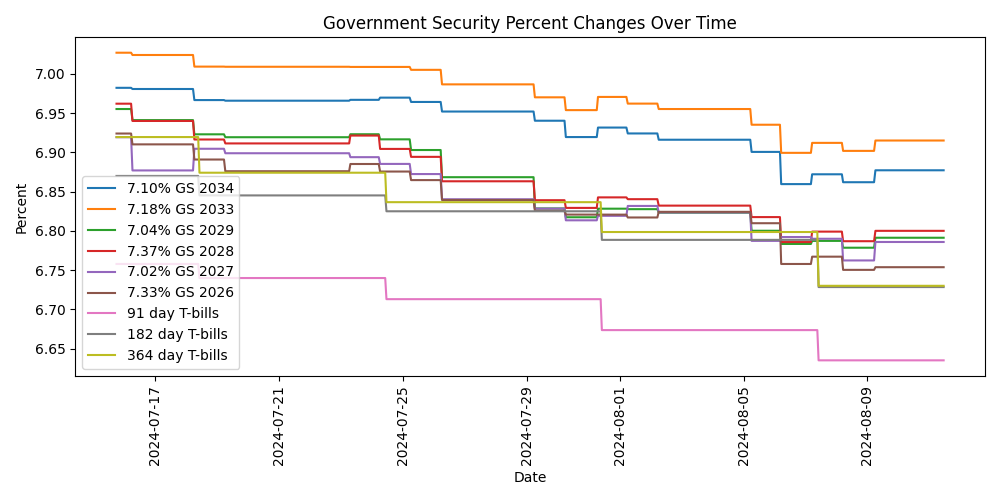 Government Security Percent Changes Over Time
Percent
7.00
6.95
6.90
6.85
6.80
6.75
6.70
6.65
7.10% GS 2034
7.18% GS 2033
7.04% GS 2029
7.37% GS 2028
7.02% GS 2027
7.33% GS 2026
91 day T-bills
182 day T-bills
364 day T-bills
2024-07-17
2024-07-21
2024-07-25
2024-07-29
2024-08-01
2024-08-05
2024-08-09
Date